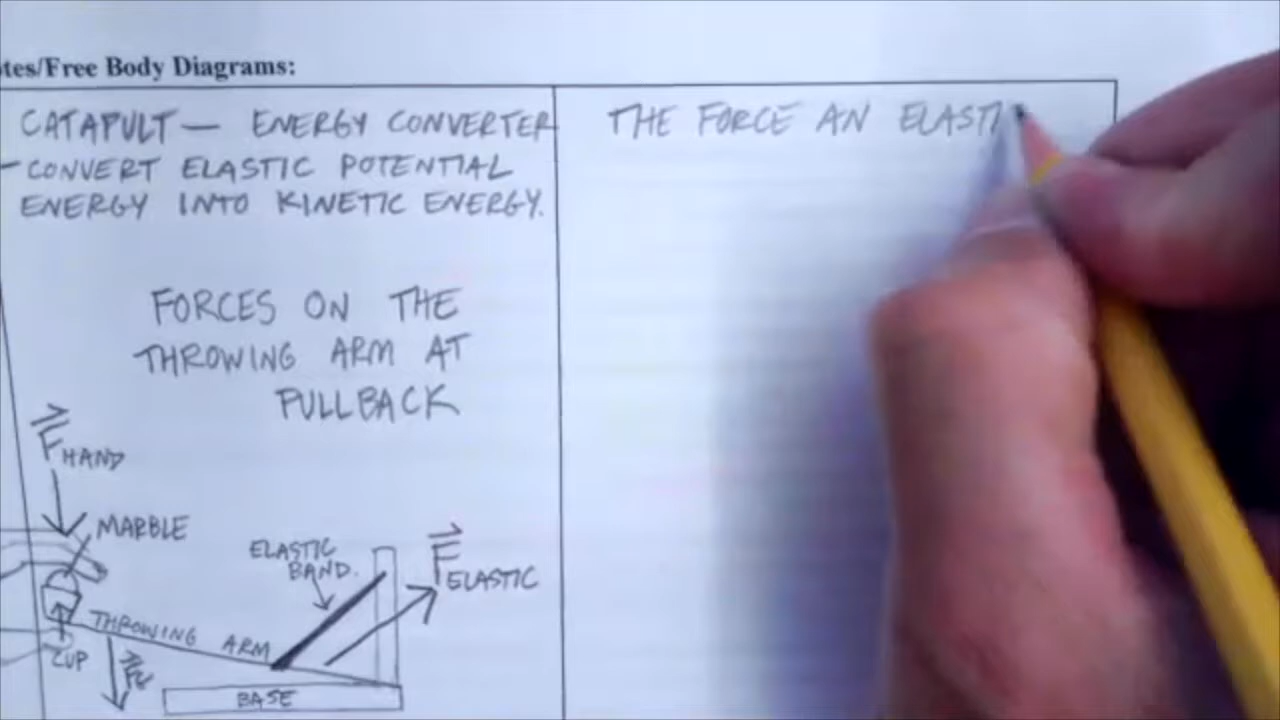 tes/Free Body Diagrams:
CATAPULT — ENERGY CONVERTER
- CONVERT ELASTIC POTENTIAL
ENERGY INTO KINETIC ENERGY.
FORCES ON THE
THROWING ARM AT
PULLBACK
F HAND
MARBLE
ELASTIC
BAND.
F ELASTIC
THROWING ARM
CUP
BASE
THE FORCE AN ELASTI